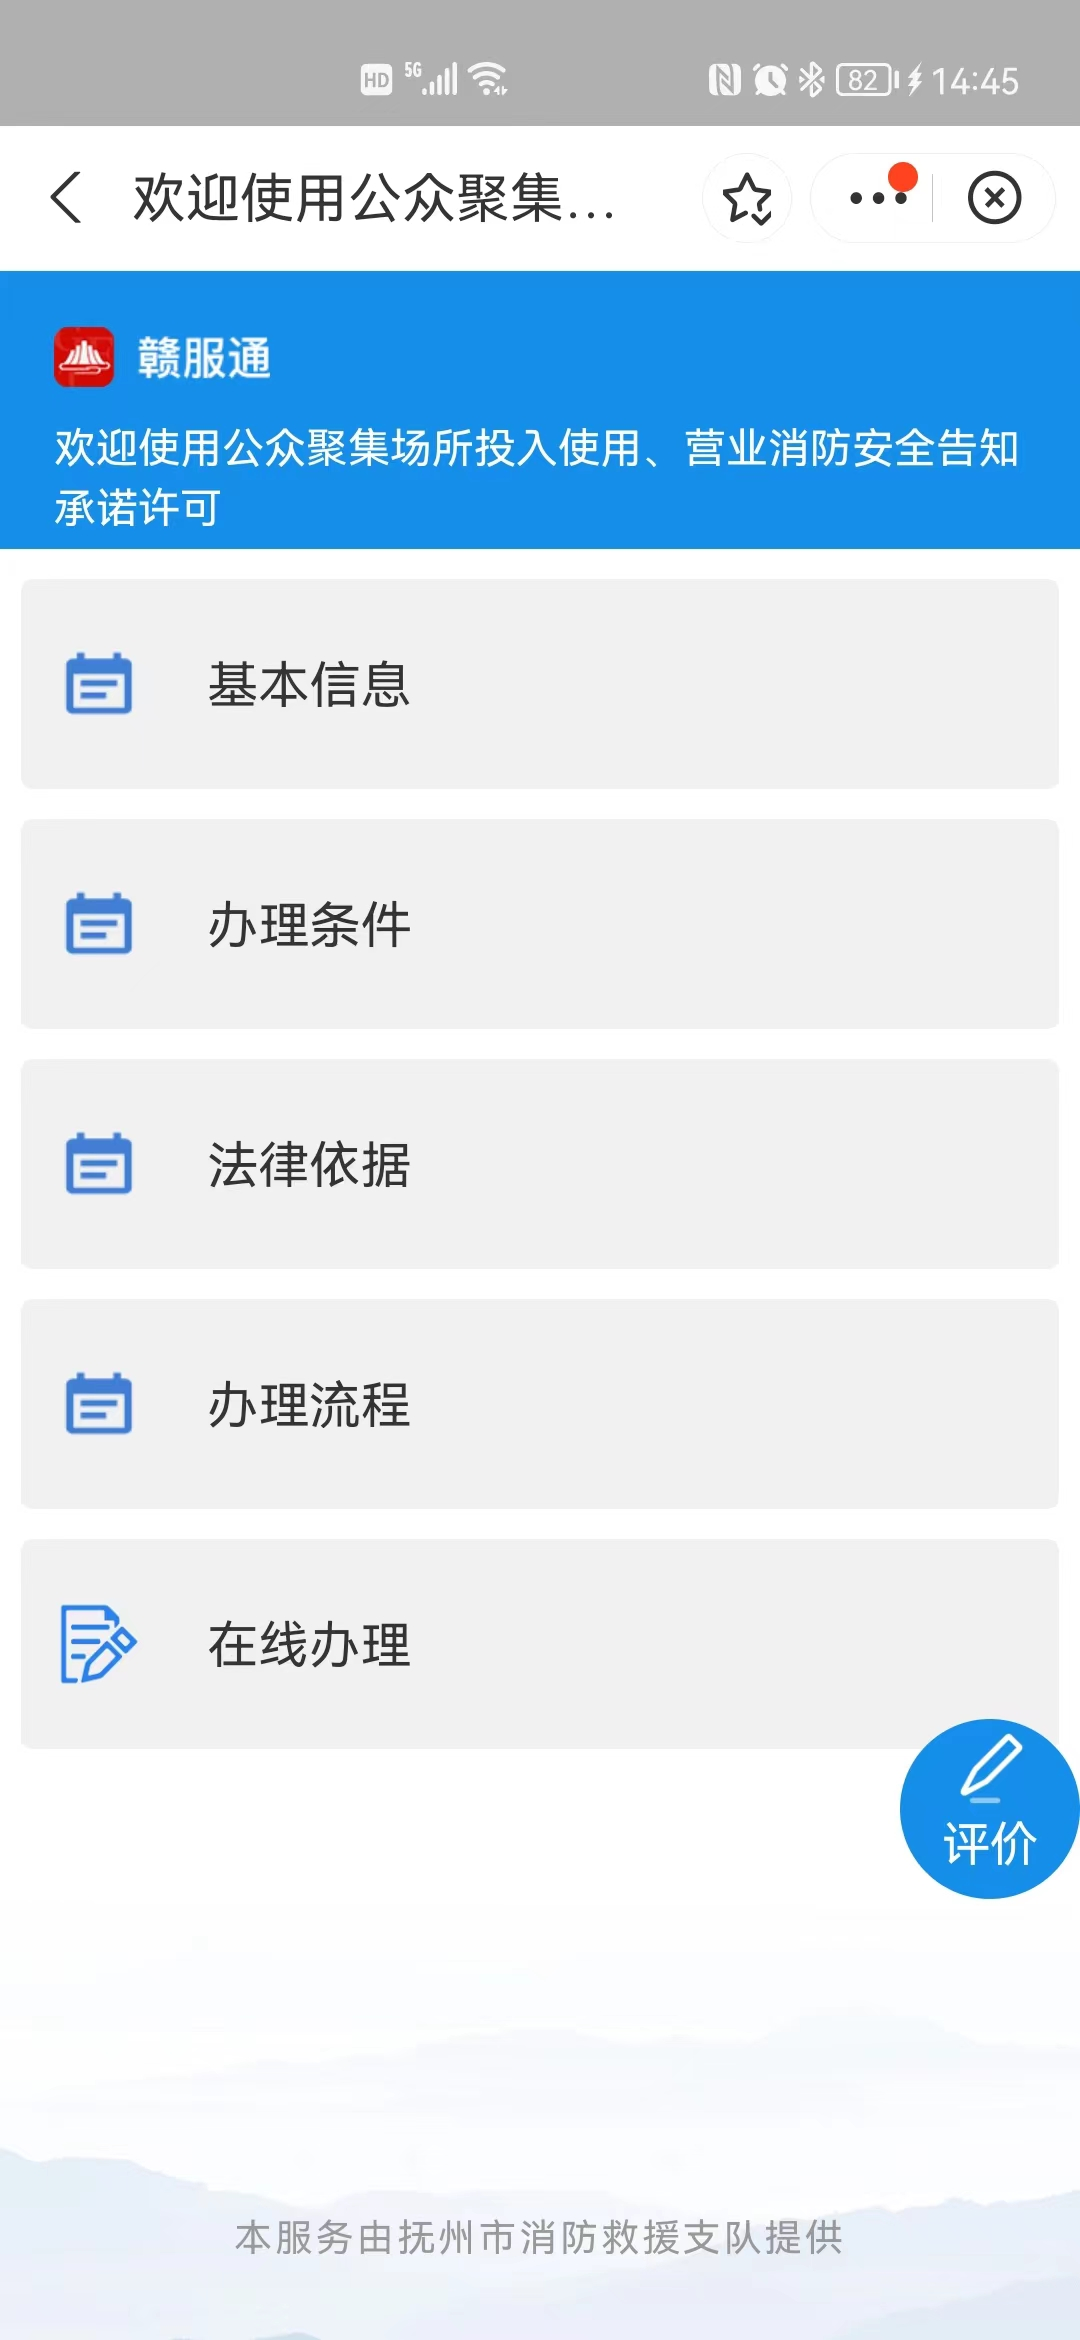 HD 5G 82 14:45
欢迎使用公众聚集...
赣服通
欢迎使用公众聚集场所投入使用、营业消防安全告知
承诺许可
基本信息
办理条件
法律依据
办理流程
在线办理
评价
本服务由抚州市消防救援支队提供